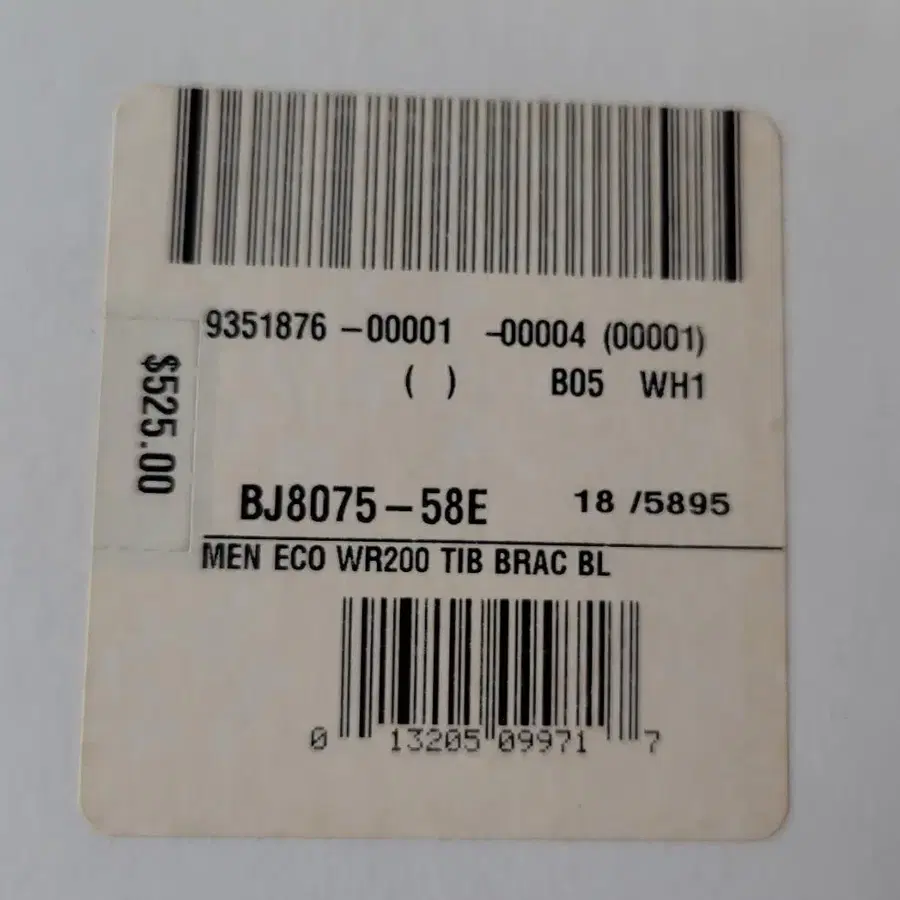 9351876 -00001 -00004 (00001)
( ) B05 WH1
$525.00
BJ8075-58E 18 /5895
MEN ECO WR200 TIB BRAC BL
0 13205 09971 7